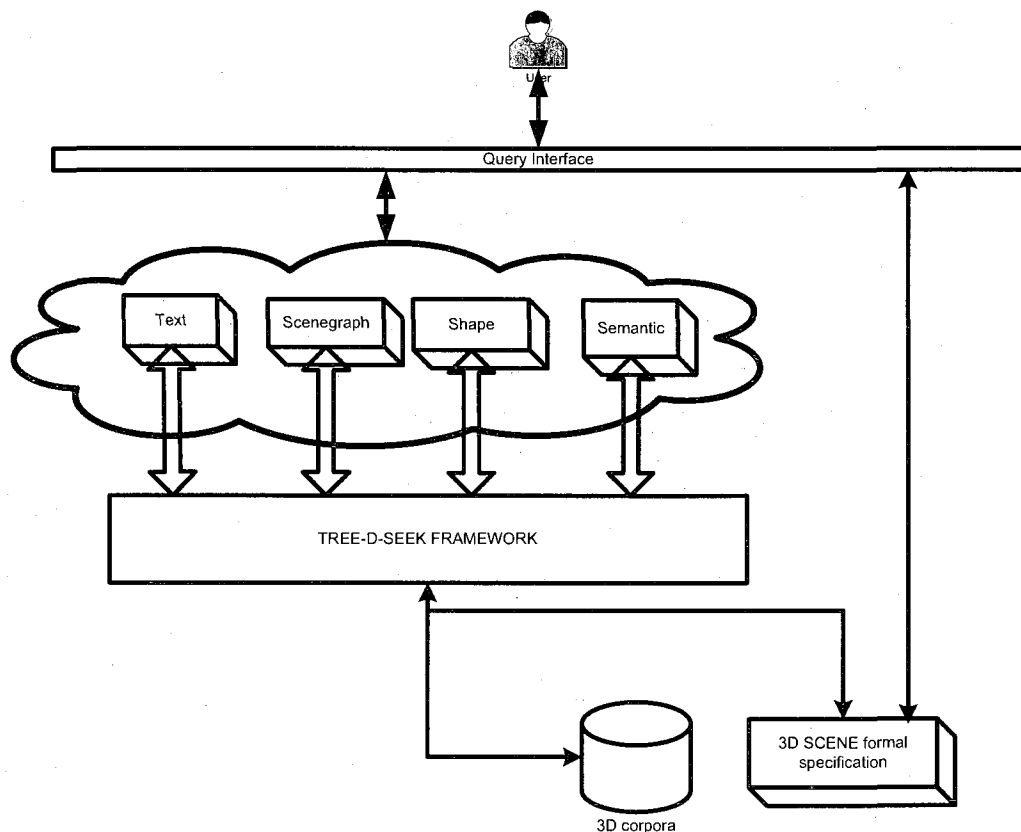 User
Query Interface
Text
Scenegraph
Shape
Semantic
TREE-D-SEEK FRAMEWORK
3D SCENE formal
specification
3D corpora